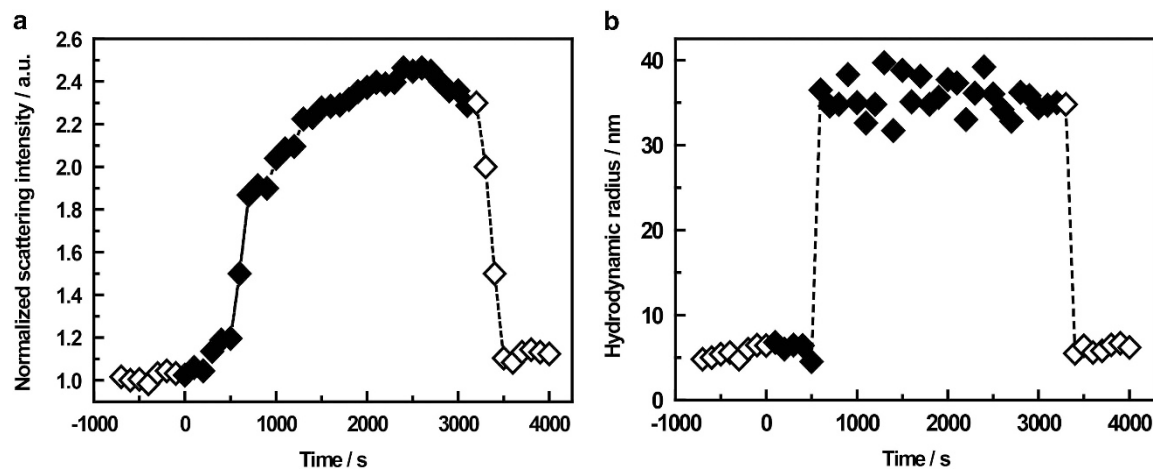 a
Normalized scattering intensity / a.u.
2.6
2.4
2.2
2.0
1.8
1.6
1.4
1.2
1.0
-1000 0 1000 2000 3000 4000
Time / s
b
Hydrodynamic radius / nm
40
30
20
10
0
-1000 0 1000 2000 3000 4000
Time / s